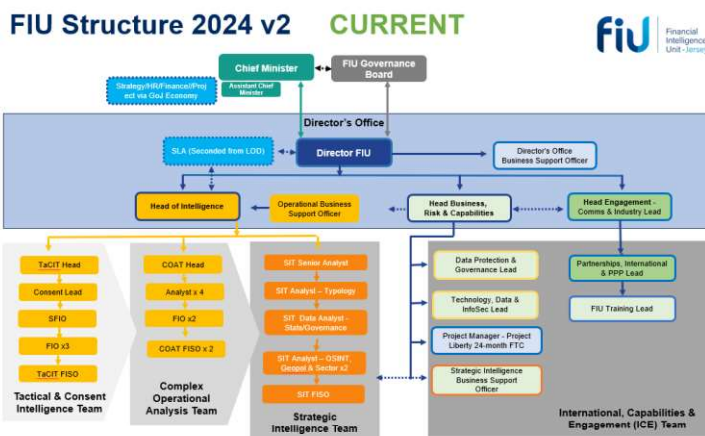 FIU Structure 2024 v2 CURRENT
fiu
Financial
Intelligence
Unit - Jersey
Chief Minister
Assistant Chief
Minister
FIU Governance
Board
Strategy/HR/Finance//Proj
ect via GoJ Economy
Director's Office
SLA (Seconded from LOD)
Director FIU
Director's Office
Business Support Officer
Head of Intelligence
Operational Business
Support Officer
Head Business,
Risk & Capabilities
Head Engagement -
Comms & Industry Lead
TaCIT Head
Consent Lead
SFIO
FIO x3
TaCIT FISO
Tactical & Consent
Intelligence Team
COAT Head
Analyst x 4
FIO x2
COAT FISO x 2
Complex
Operational
Analysis Team
SIT Senior Analyst
SIT Analyst – Typology
SIT Data Analyst -
Stats/Governance
SIT Analyst – OSINT,
Geopol & Sector x2
SIT FISO
Strategic
Intelligence Team
Data Protection &
Governance Lead
Technology, Data &
InfoSec Lead
Project Manager - Project
Liberty 24-month FTC
Strategic Intelligence
Business Support
Officer
Partnerships, International
& PPP Lead
FIU Training Lead
International, Capabilities &
Engagement (ICE) Team